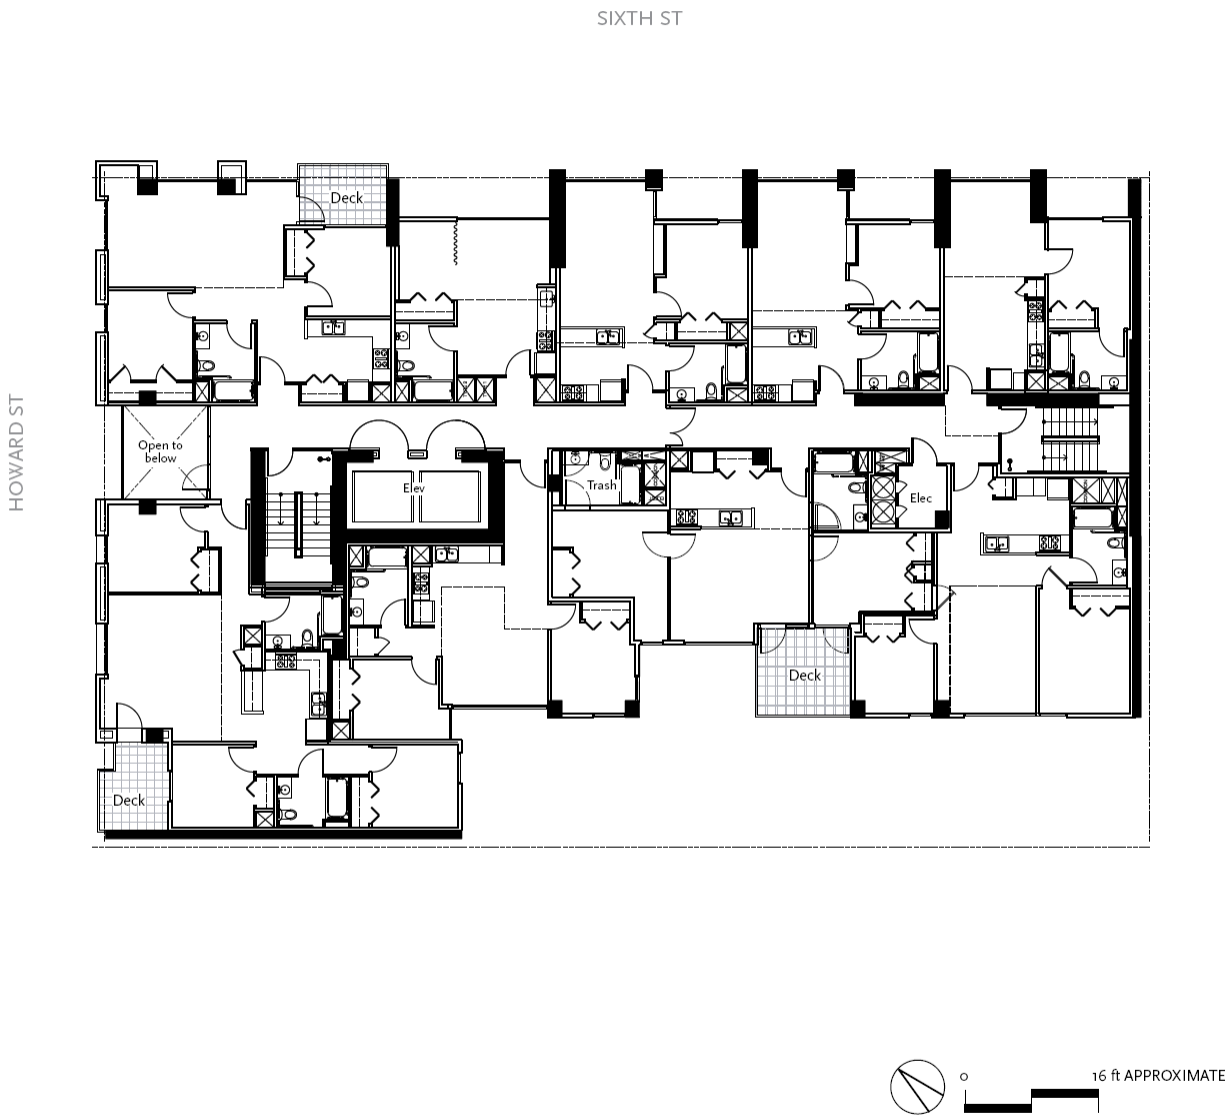 SIXTH ST
Deck
HOWARD ST
Open to
below
Elev
Trash
Elec
Deck
Deck
0
16 ft APPROXIMATE